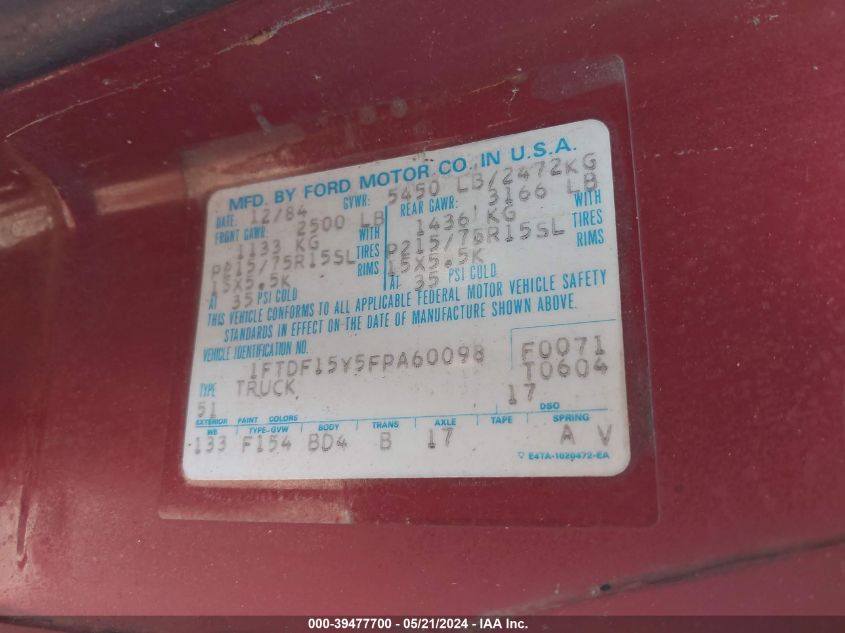 MFD. BY FORD MOTOR CO. IN U.S.A.
DATE: 12/84 GVWR: 5450 LB/2472KG
FRONT GAWR: 2500 LB REAR GAWR: 3166 LB
1133 KG WITH 1436 KG WITH
P215/75R15SL TIRES P215/75R15SL TIRES
15X5.5K RIMS 15X5.5K RIMS
AT 35 PSI COLD AT 35 PSI COLD
THIS VEHICLE CONFORMS TO ALL APPLICABLE FEDERAL MOTOR VEHICLE SAFETY
STANDARDS IN EFFECT ON THE DATE OF MANUFACTURE SHOWN ABOVE.
VEHICLE IDENTIFICATION NO.
1FTDF15Y5FPA60098 F0071
TYPE TRUCK T0604
51 17
EXTERIOR PAINT COLORS DSO
WB TYPE-GVW BODY TRANS AXLE TAPE SPRING
133 F154 BD4 B 17 A V
E4TA-1020472-EA
000-39477700 - 05/21/2024 - IAA Inc.